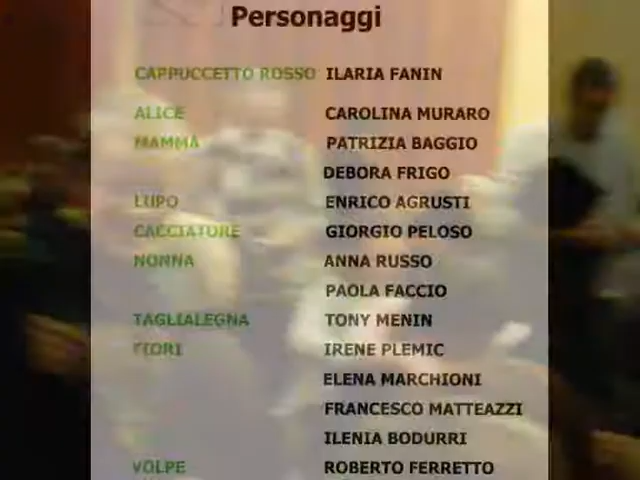 Personaggi
CAPPUCCETTO ROSSO ILARIA FANIN
ALICE CAROLINA MURARO
MAMMA PATRIZIA BAGGIO
DEBORA FRIGO
LUPO ENRICO AGRUSTI
CACCIATORE GIORGIO PELOSO
NONNA ANNA RUSSO
PAOLA FACCIO
TAGLIALEGNA TONY MENIN
FIORI IRENE PLEMIC
ELENA MARCHIONI
FRANCESCO MATTEAZZI
ILENIA BODURRI
VOLPE ROBERTO FERRETTO